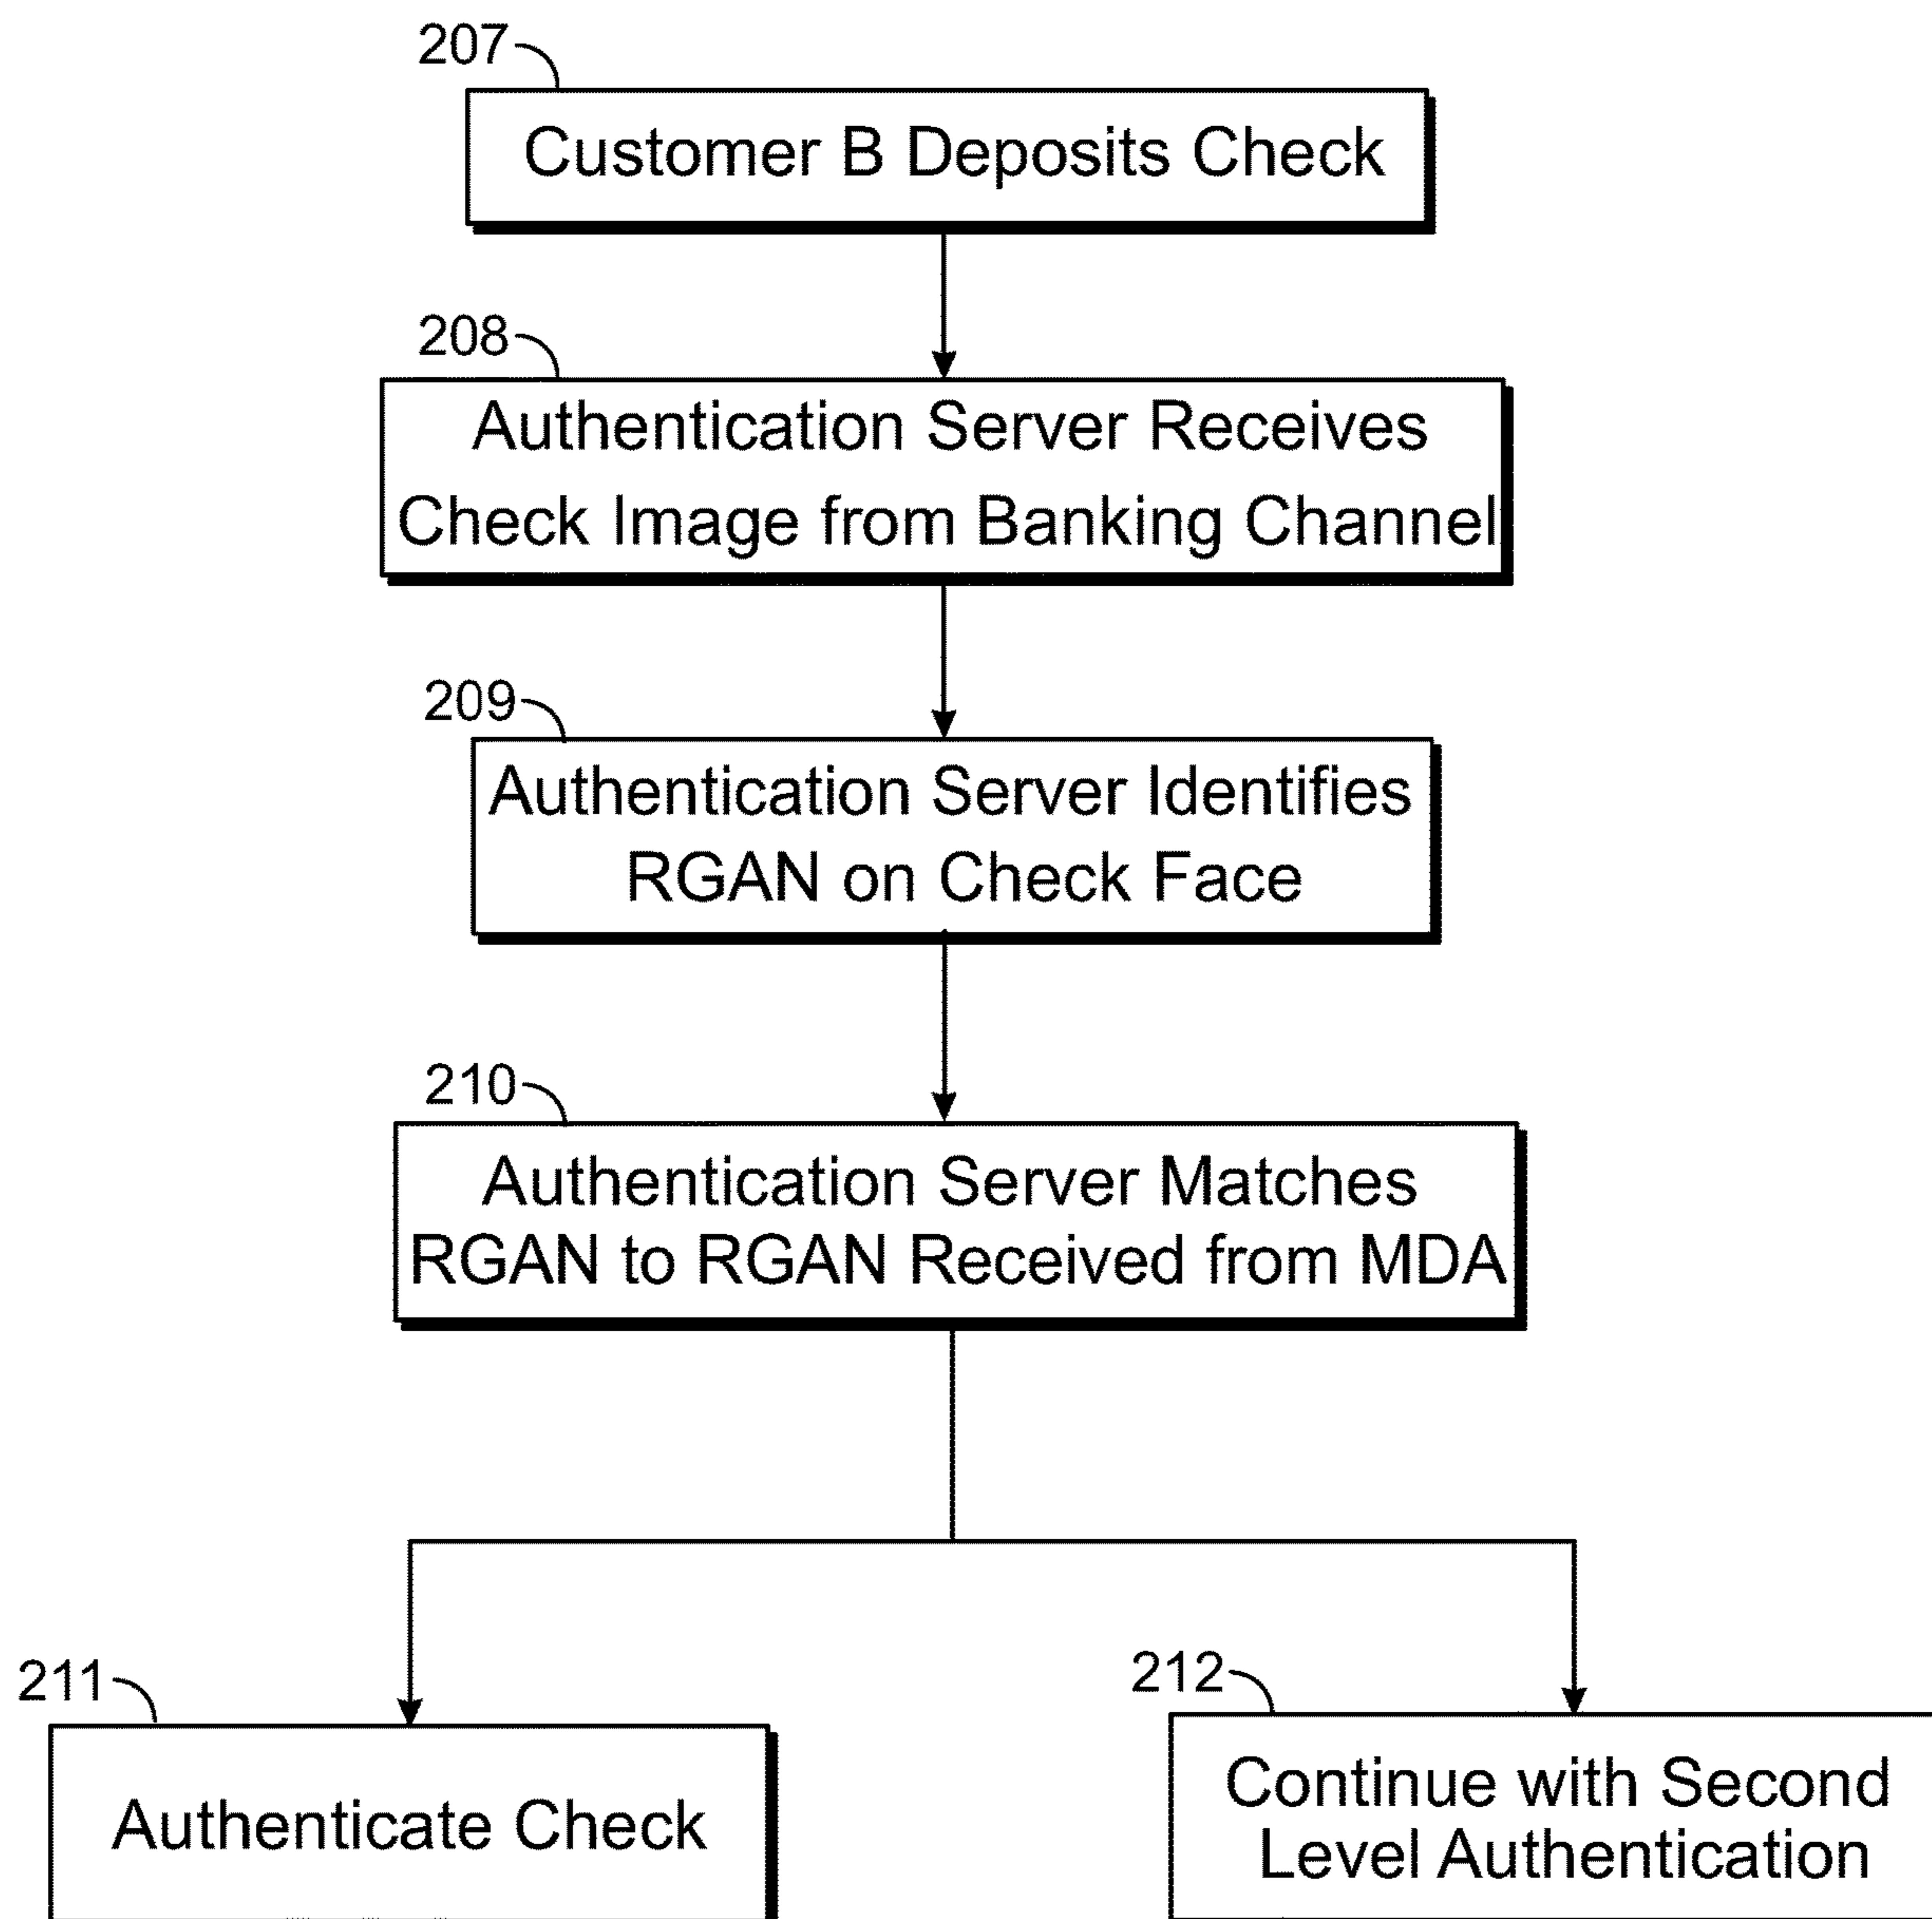 207
Customer B Deposits Check
208
Authentication Server Receives
Check Image from Banking Channel
209
Authentication Server Identifies
RGAN on Check Face
210
Authentication Server Matches
RGAN to RGAN Received from MDA
211
Authenticate Check
212
Continue with Second
Level Authentication